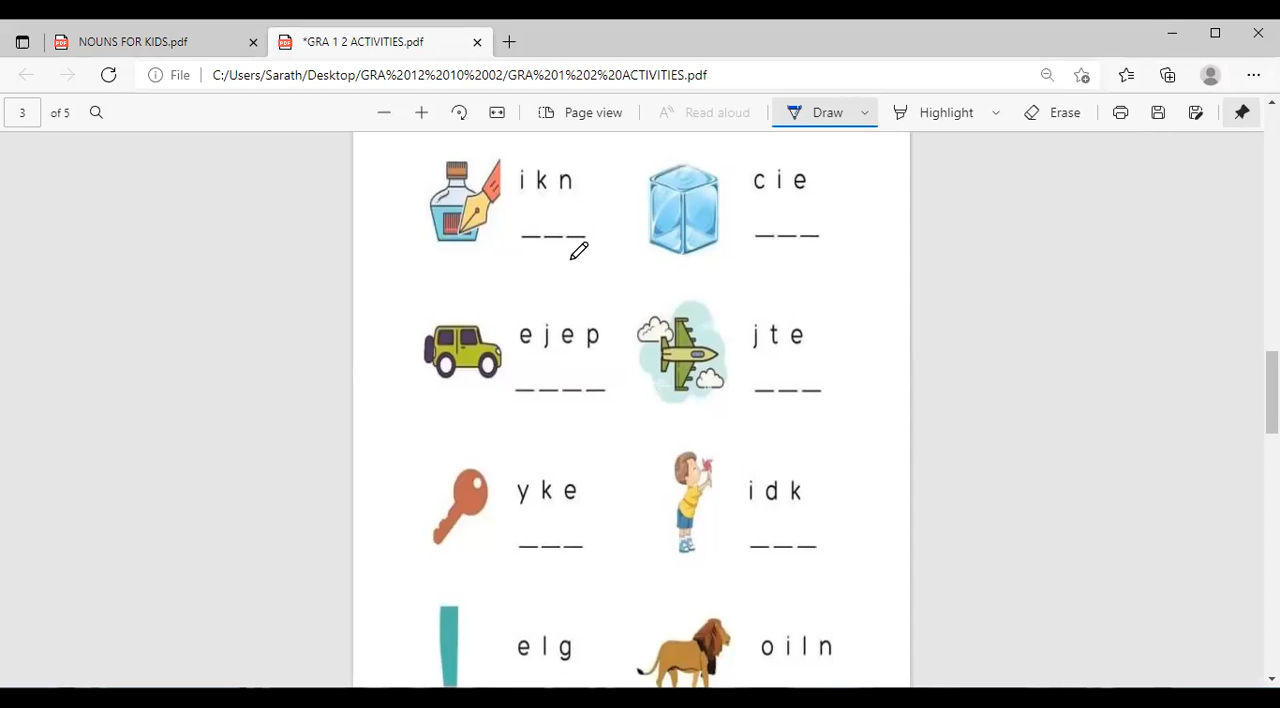 NOUNS FOR KIDS.pdf
*GRA 1 2 ACTIVITIES.pdf
File
C:/Users/Sarath/Desktop/GRA%2012%2010%2002/GRA%201%202%20ACTIVITIES.pdf
3 of 5
Page view
Read aloud
Draw
Highlight
Erase
i k n
c i e
_ _ _
_ _ _
e j e p
j t e
_ _ _ _
_ _ _
y k e
i d k
_ _ _
_ _ _
e l g
o i l n